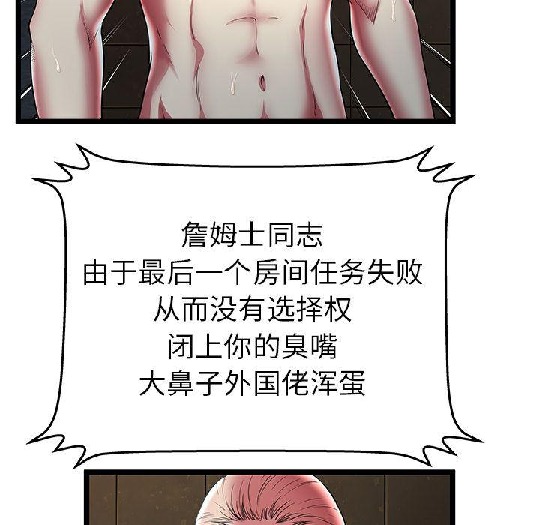 詹姆士同志
由于最后一个房间任务失败
从而没有选择权
闭上你的臭嘴
大鼻子外国佬浑蛋